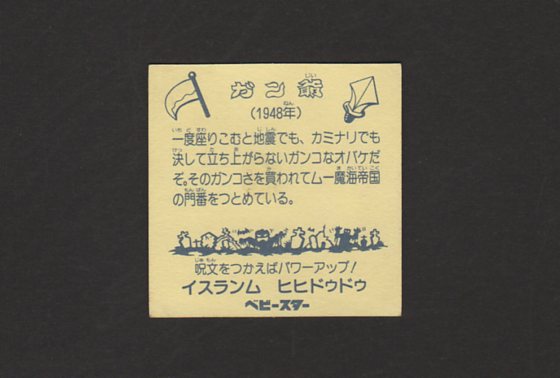 ガン爺
(1948年)
一度座りこむと地震でも、カミナリでも
決して立ち上がらないガンコなオバケだ
ぞ。そのガンコさを買われてムー魔海帝国
の門番をつとめている。
呪文をつかえばパワーアップ!
イスランム ヒヒドゥドゥ
ベビースター